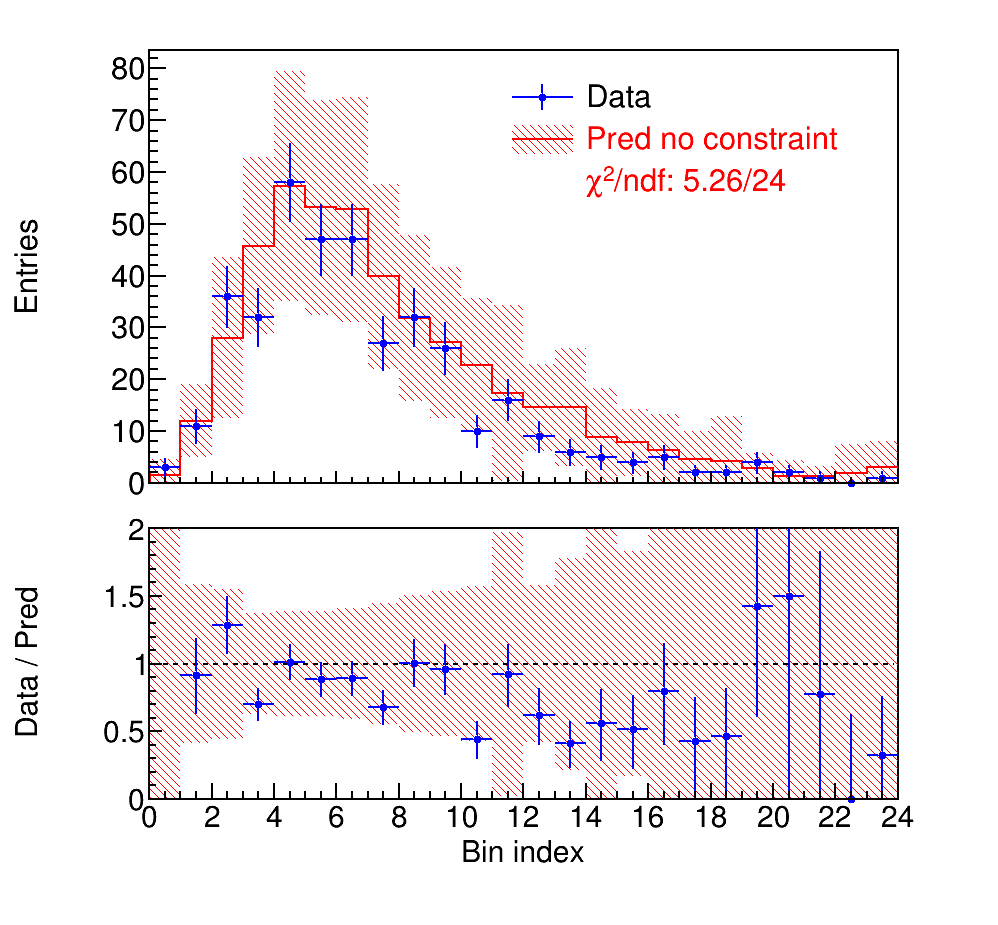 80
70
60
50
40
30
20
10
0
Entries
Data
Pred no constraint
χ²/ndf: 5.26/24
2
1.5
1
0.5
0
Data / Pred
0 2 4 6 8 10 12 14 16 18 20 22 24
Bin index